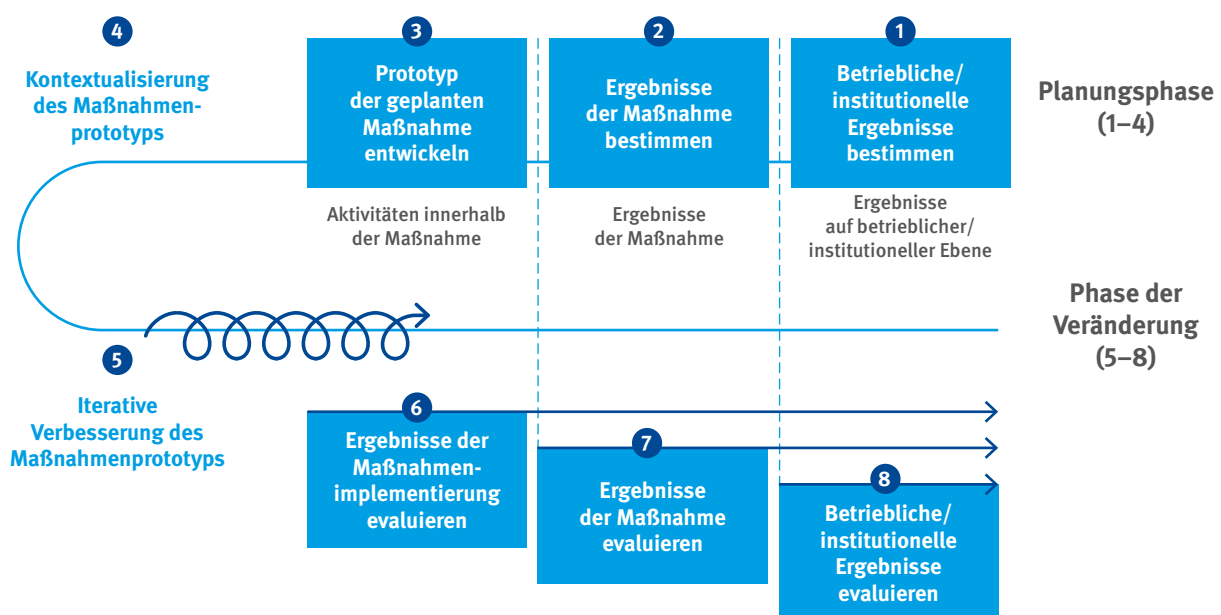 4
Kontextualisierung
des Maßnahmen-
prototyps
3
Prototyp
der geplanten
Maßnahme
entwickeln
2
Ergebnisse
der Maßnahme
bestimmen
1
Betriebliche/
institutionelle
Ergebnisse
bestimmen
Planungsphase
(1–4)
Aktivitäten innerhalb
der Maßnahme
Ergebnisse
der Maßnahme
Ergebnisse
auf betrieblicher/
institutioneller Ebene
Phase der
Veränderung
(5–8)
5
Iterative
Verbesserung des
Maßnahmenprototyps
6
Ergebnisse der
Maßnahmen-
implementierung
evaluieren
7
Ergebnisse
der Maßnahme
evaluieren
8
Betriebliche/
institutionelle
Ergebnisse
evaluieren